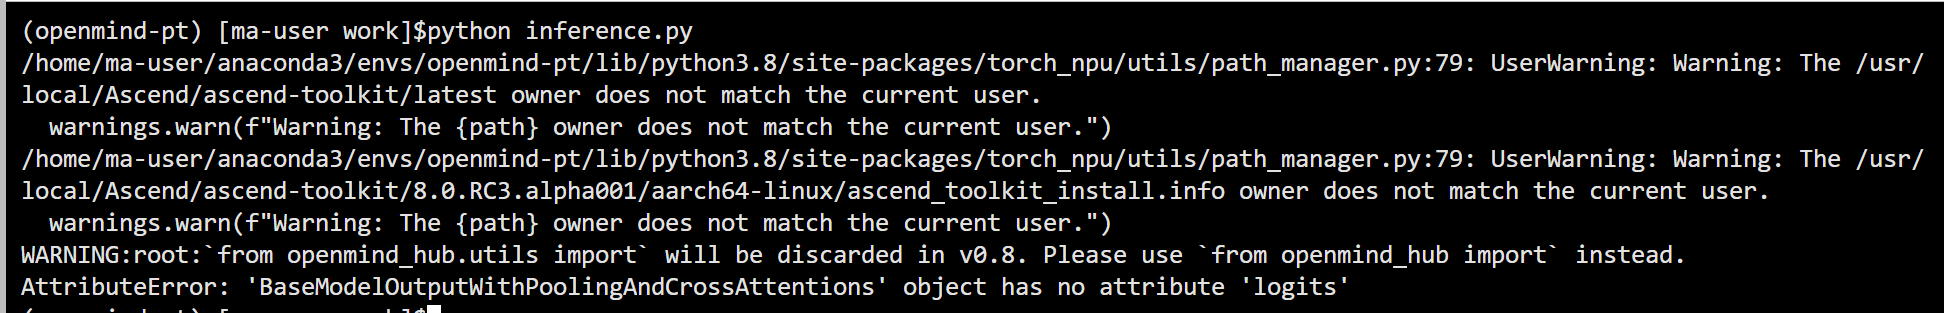 (openmind-pt) [ma-user work]$python inference.py
/home/ma-user/anaconda3/envs/openmind-pt/lib/python3.8/site-packages/torch_npu/utils/path_manager.py:79: UserWarning: Warning: The /usr/
local/Ascend/ascend-toolkit/latest owner does not match the current user.
  warnings.warn(f"Warning: The {path} owner does not match the current user.")
/home/ma-user/anaconda3/envs/openmind-pt/lib/python3.8/site-packages/torch_npu/utils/path_manager.py:79: UserWarning: Warning: The /usr/
local/Ascend/ascend-toolkit/8.0.RC3.alpha001/aarch64-linux/ascend_toolkit_install.info owner does not match the current user.
  warnings.warn(f"Warning: The {path} owner does not match the current user.")
WARNING:root:`from openmind_hub.utils import` will be discarded in v0.8. Please use `from openmind_hub import` instead.
AttributeError: 'BaseModelOutputWithPoolingAndCrossAttentions' object has no attribute 'logits'